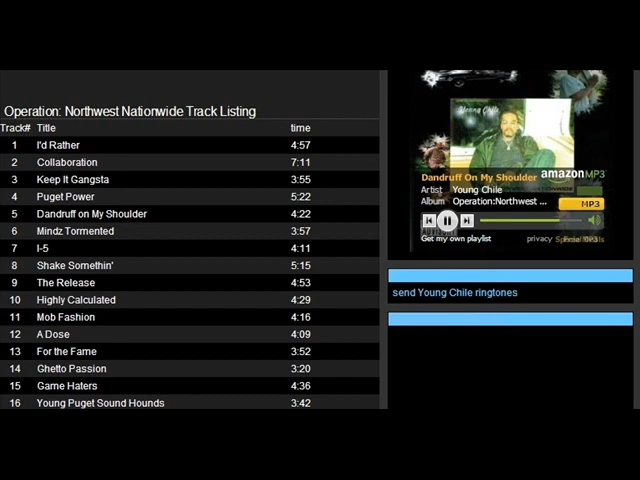 Operation: Northwest Nationwide Track Listing
Track# Title time
1 I'd Rather 4:57
2 Collaboration 7:11
3 Keep It Gangsta 3:55
4 Puget Power 5:22
5 Dandruff on My Shoulder 4:22
6 Mindz Tormented 3:57
7 I-5 4:11
8 Shake Somethin' 5:15
9 The Release 4:53
10 Highly Calculated 4:29
11 Mob Fashion 4:16
12 A Dose 4:09
13 For the Fame 3:52
14 Ghetto Passion 3:20
15 Game Haters 4:36
16 Young Puget Sound Hounds 3:42
Young Chile
Dandruff On My Shoulder
amazonMP3
Artist Young Chile
Album Operation:Northwest ...
MP3
Get my own playlist
privacy
send Young Chile ringtones